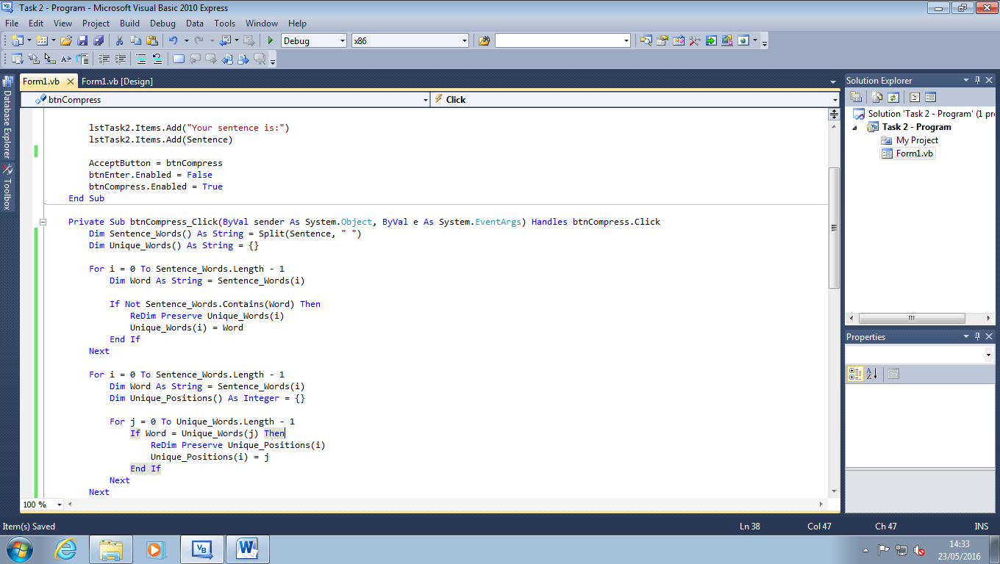 Task 2 - Program - Microsoft Visual Basic 2010 Express
File Edit View Project Build Debug Data Tools Window Help
Debug x86
Form1.vb Form1.vb [Design]
btnCompress Click
Database Explorer
Toolbox
lstTask2.Items.Add("Your sentence is:")
lstTask2.Items.Add(Sentence)
AcceptButton = btnCompress
btnEnter.Enabled = False
btnCompress.Enabled = True
End Sub
Private Sub btnCompress_Click(ByVal sender As System.Object, ByVal e As System.EventArgs) Handles btnCompress.Click
Dim Sentence_Words() As String = Split(Sentence, " ")
Dim Unique_Words() As String = {}
For i = 0 To Sentence_Words.Length - 1
Dim Word As String = Sentence_Words(i)
If Not Sentence_Words.Contains(Word) Then
ReDim Preserve Unique_Words(i)
Unique_Words(i) = Word
End If
Next
For i = 0 To Sentence_Words.Length - 1
Dim Word As String = Sentence_Words(i)
Dim Unique_Positions() As Integer = {}
For j = 0 To Unique_Words.Length - 1
If Word = Unique_Words(j) Then
ReDim Preserve Unique_Positions(i)
Unique_Positions(i) = j
End If
Next
Next
100 %
Solution Explorer
Solution 'Task 2 - Program' (1 pr
Task 2 - Program
My Project
Form1.vb
Properties
Item(s) Saved Ln 38 Col 47 Ch 47 INS
14:33
23/05/2016